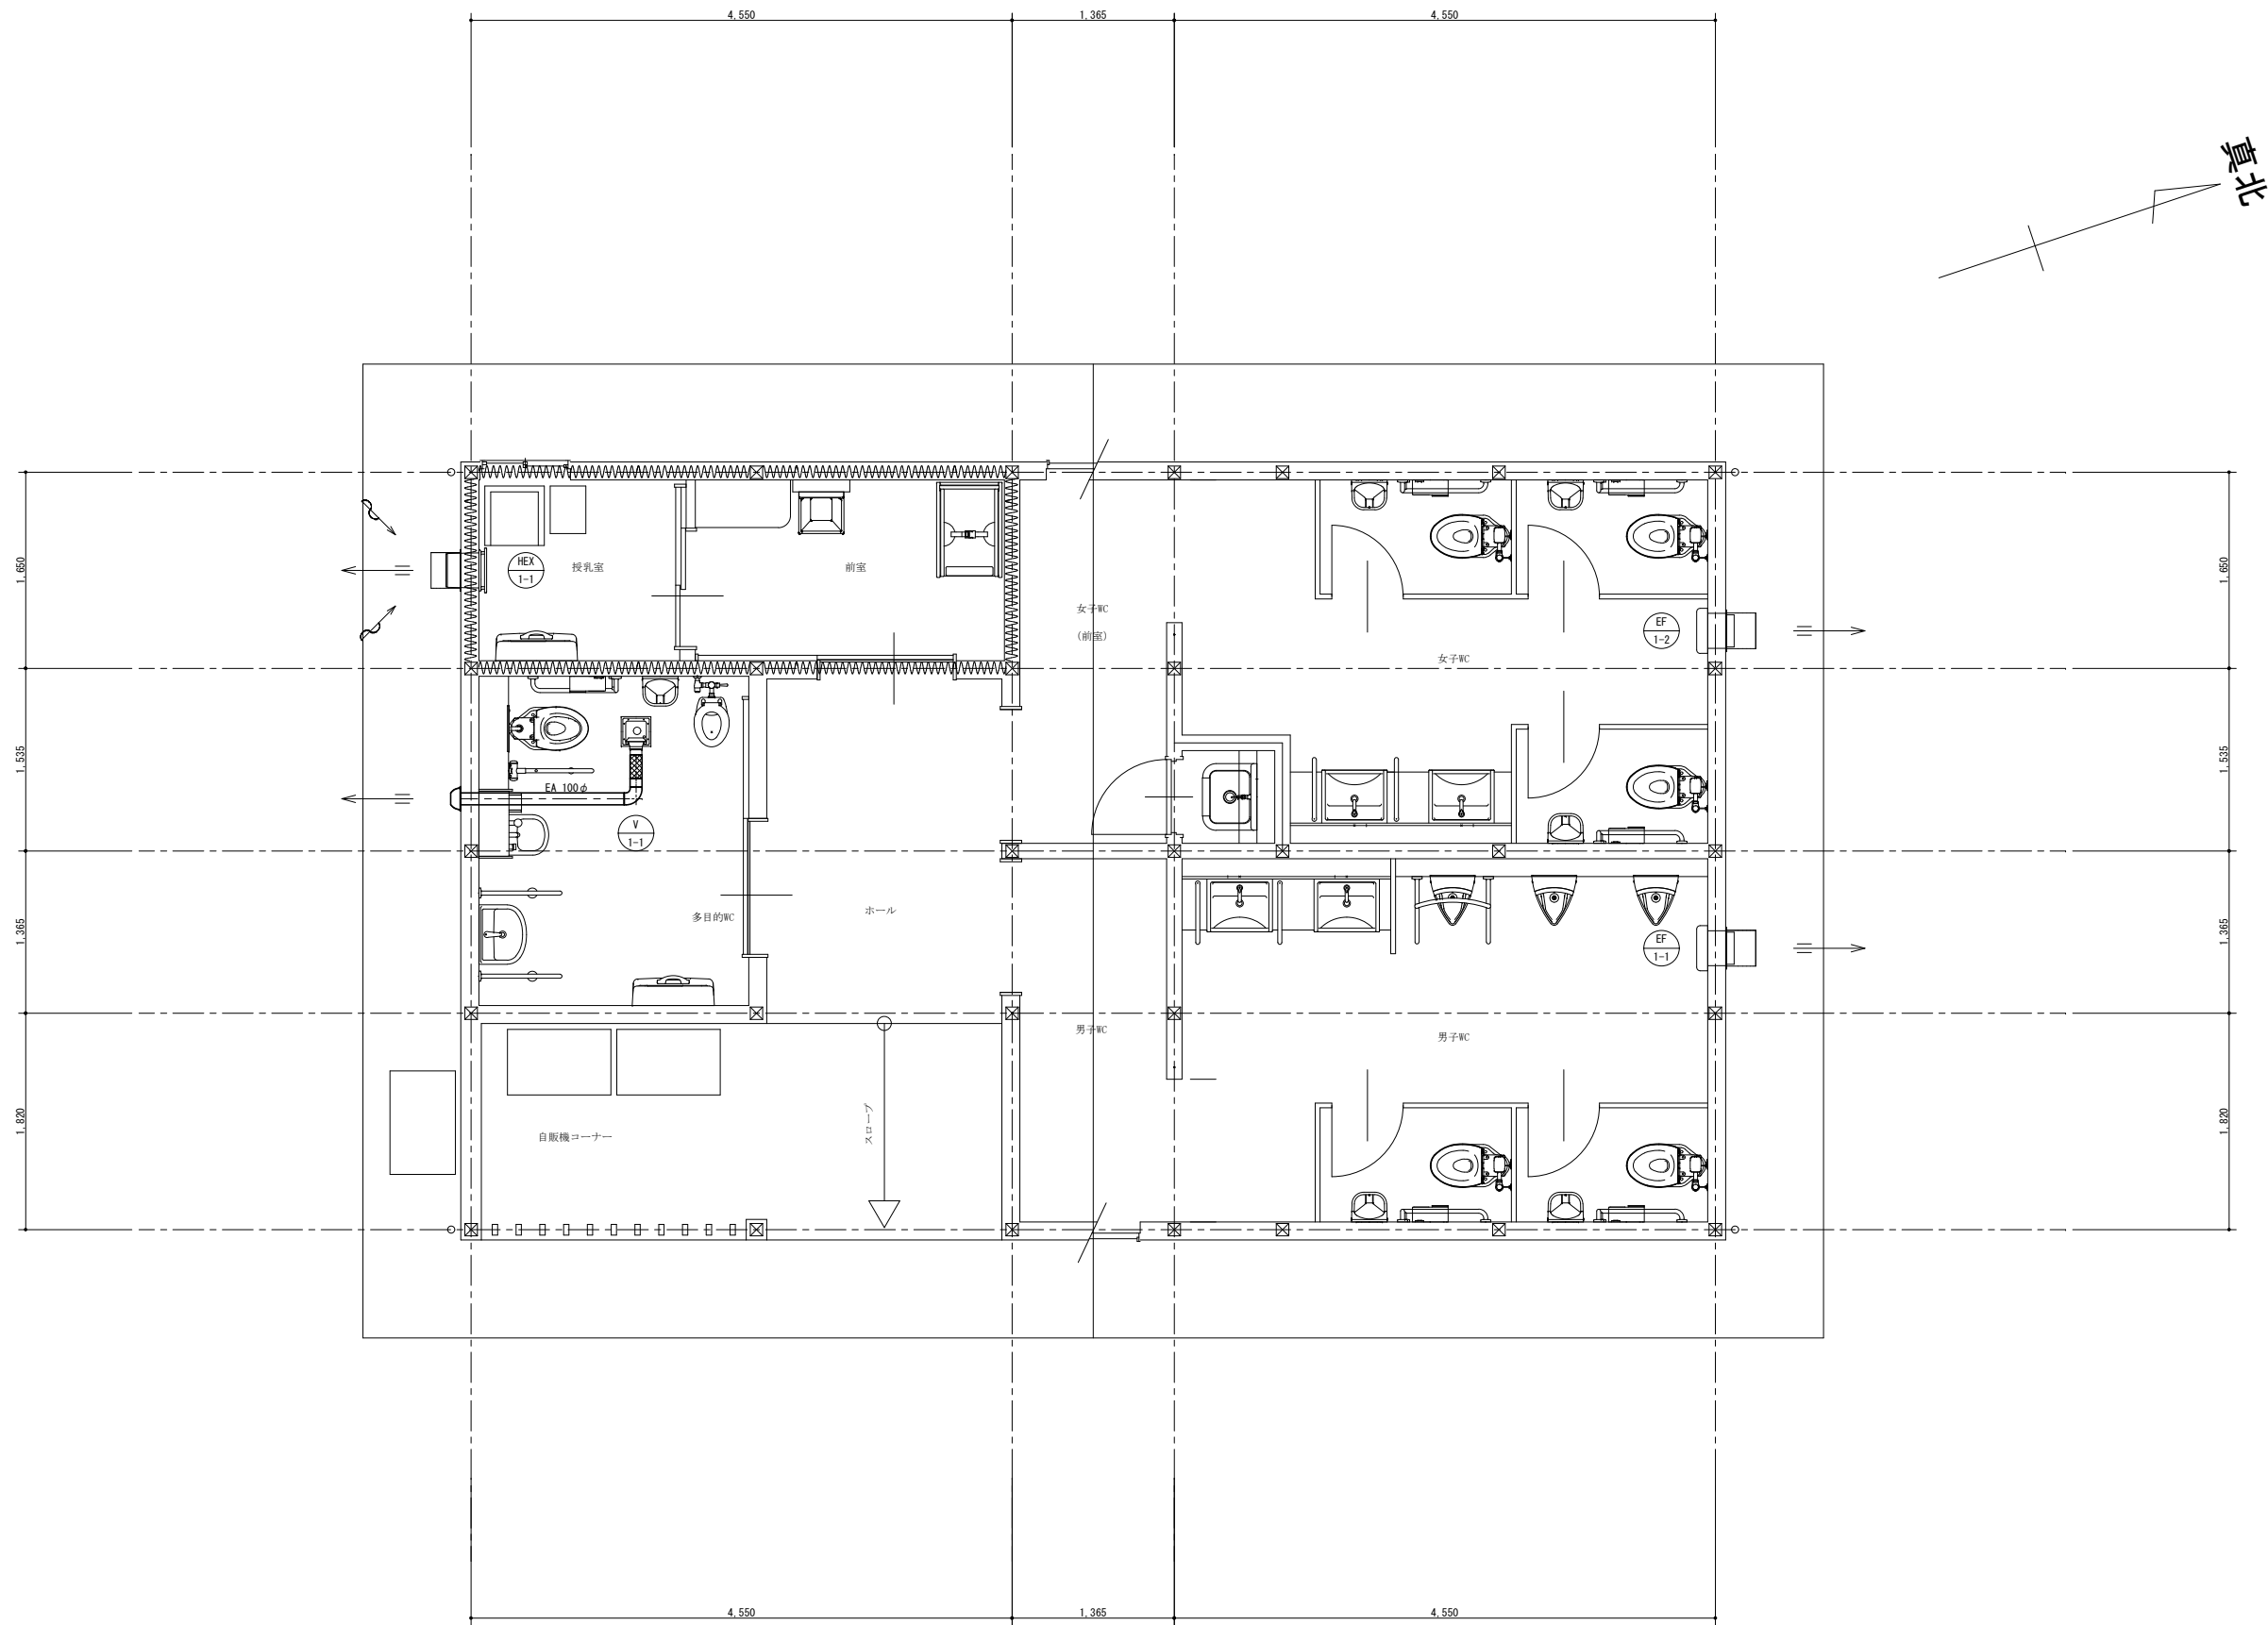 4,550
1,365
4,550
真北
1,650
HEX
1-1
授乳室
前室
女子WC
(前室)
EF
1-2
女子WC
1,650
1,535
EA 100φ
V
1-1
1,535
1,365
多目的WC
ホール
EF
1-1
1,365
男子WC
男子WC
1,820
自販機コーナー
スロープ
1,820
4,550
1,365
4,550